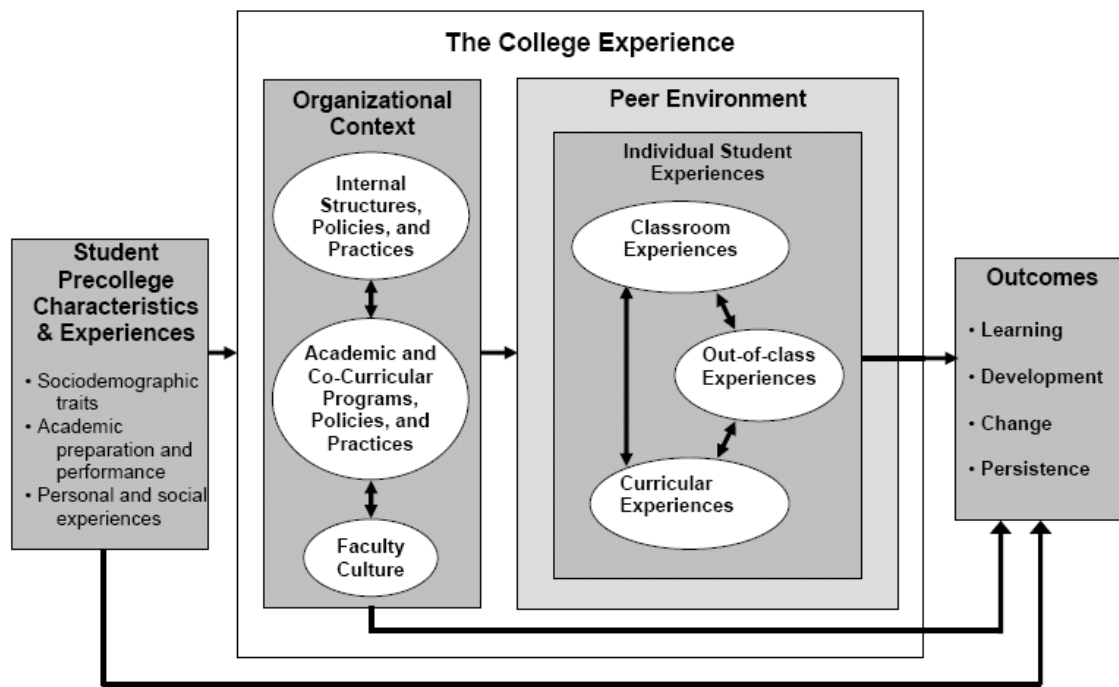 The College Experience
Student
Precollege
Characteristics
& Experiences
• Sociodemographic
traits
• Academic
preparation and
performance
• Personal and social
experiences
Organizational
Context
Internal
Structures,
Policies, and
Practices
Academic and
Co-Curricular
Programs,
Policies, and
Practices
Faculty
Culture
Peer Environment
Individual Student
Experiences
Classroom
Experiences
Out-of-class
Experiences
Curricular
Experiences
Outcomes
• Learning
• Development
• Change
• Persistence